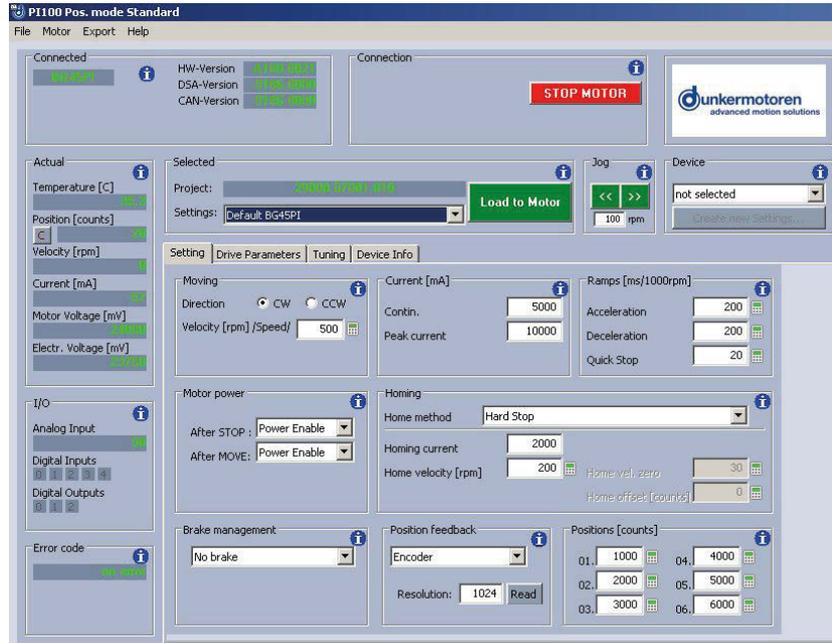 PI100 Pos. mode Standard
File Motor Export Help
Connected
BG45PI
HW-Version
DSA-Version
CAN-Version
Connection
STOP MOTOR
Dunkermotoren
advanced motion solutions
Actual
Temperature [C]
Position [counts]
C
Velocity [rpm]
Current [mA]
Motor Voltage [mV]
Electr. Voltage [mV]
Selected
Project:
Settings: Default BG45PI
Load to Motor
Jog
<< >>
100 rpm
Device
not selected
Create new Settings...
Setting Drive Parameters Tuning Device Info
Moving
Direction CW CCW
Velocity [rpm] /Speed/ 500
Current [mA]
Contin. 5000
Peak current 10000
Ramps [ms/1000rpm]
Acceleration 200
Deceleration 200
Quick Stop 20
Motor power
After STOP : Power Enable
After MOVE: Power Enable
Homing
Home method Hard Stop
Homing current 2000
Home velocity [rpm] 200
Home vel. zero 30
Home offset [counts] 0
I/O
Analog Input
Digital Inputs
0 1 2 3 4
Digital Outputs
0 1 2
Error code
no error
Brake management
No brake
Position feedback
Encoder
Resolution: 1024 Read
Positions [counts]
01. 1000 04. 4000
02. 2000 05. 5000
03. 3000 06. 6000